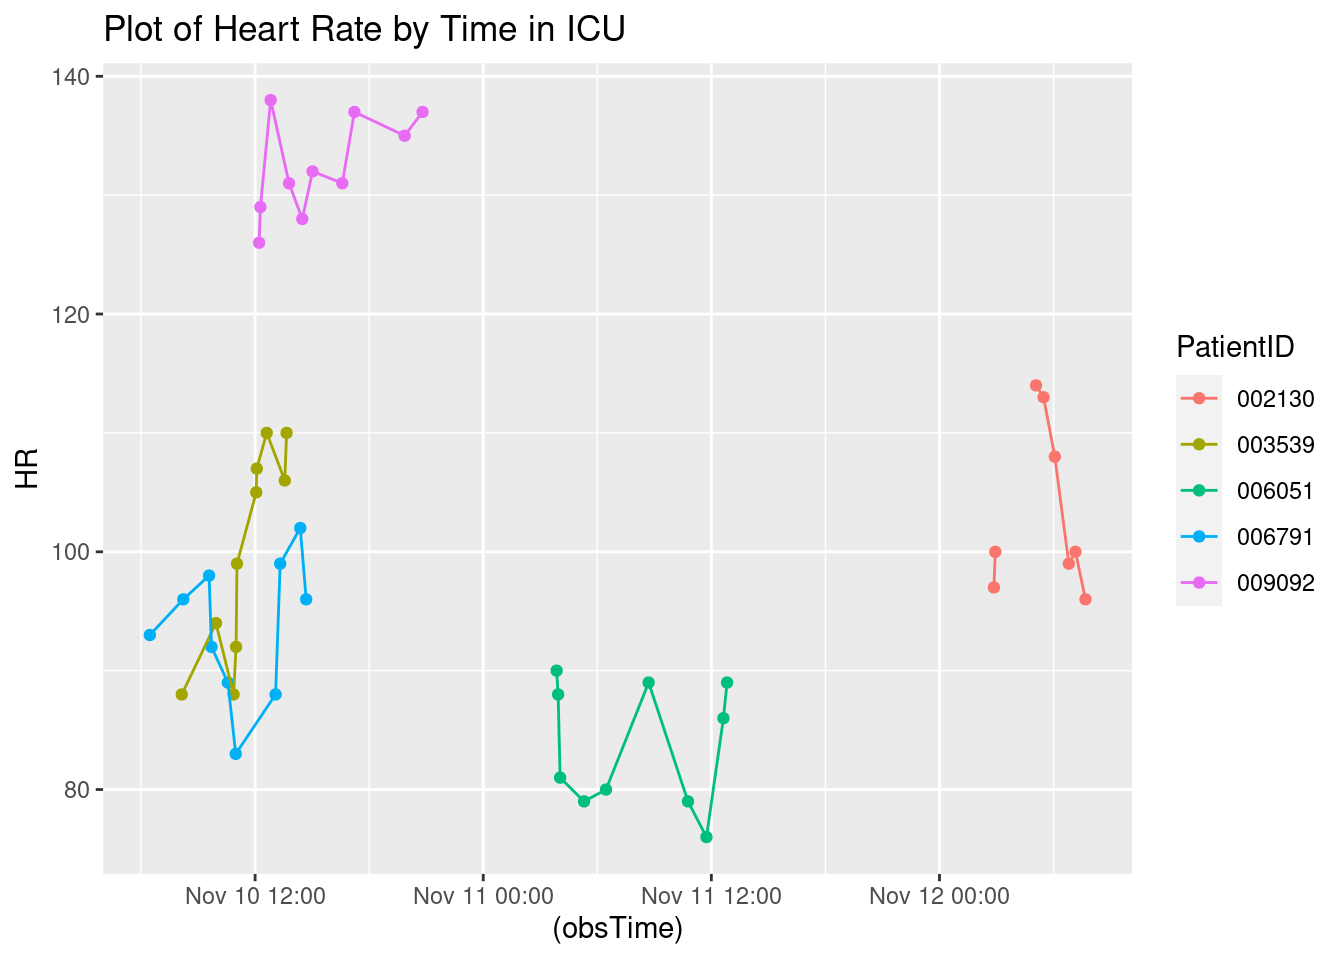 Plot of Heart Rate by Time in ICU
140
120
100
80
HR
Nov 10 12:00
Nov 11 00:00
Nov 11 12:00
Nov 12 00:00
(obsTime)
PatientID
002130
003539
006051
006791
009092